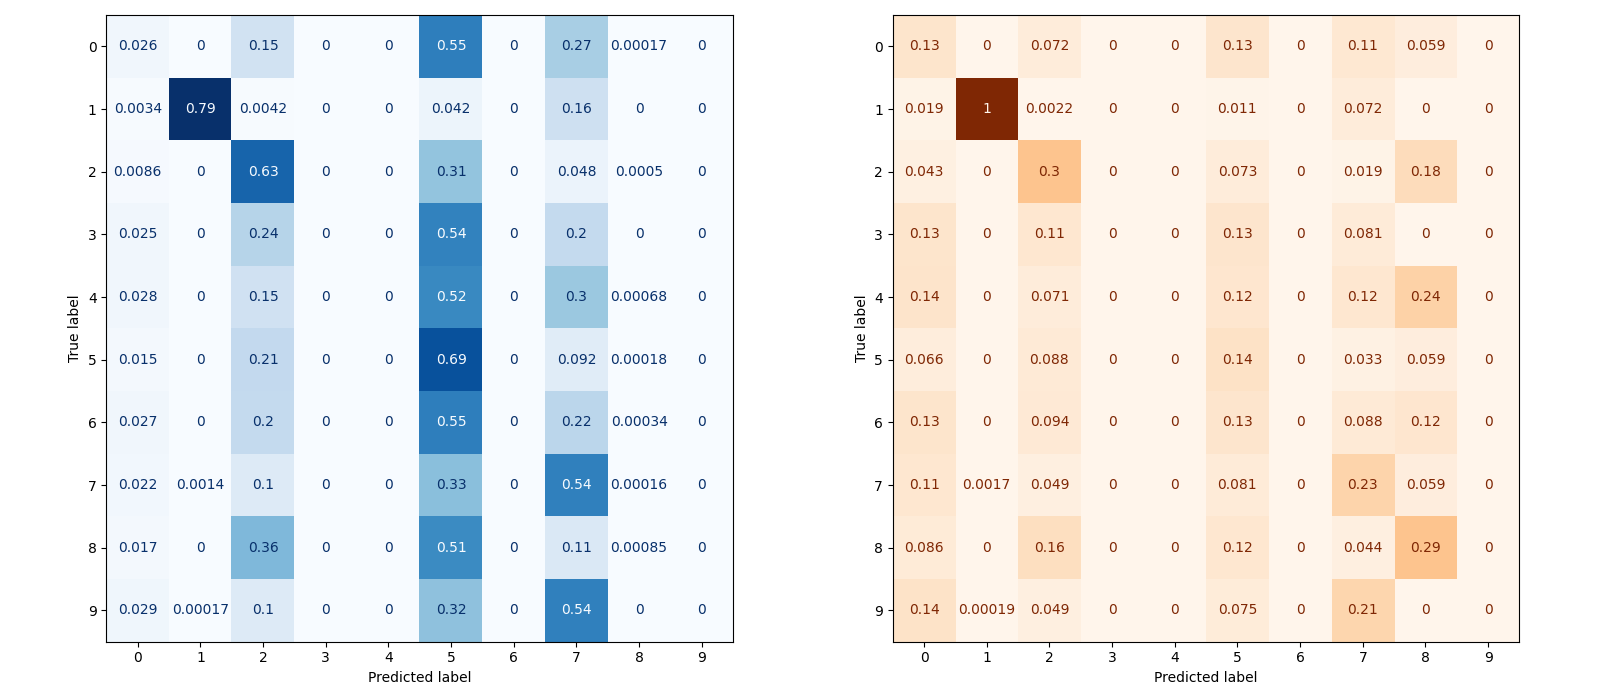 0 0.026 0 0.15 0 0 0.55 0 0.27 0.00017 0
1 0.0034 0.79 0.0042 0 0 0.042 0 0.16 0 0
2 0.0086 0 0.63 0 0 0.31 0 0.048 0.0005 0
3 0.025 0 0.24 0 0 0.54 0 0.2 0 0
4 0.028 0 0.15 0 0 0.52 0 0.3 0.00068 0
5 0.015 0 0.21 0 0 0.69 0 0.092 0.00018 0
6 0.027 0 0.2 0 0 0.55 0 0.22 0.00034 0
7 0.022 0.0014 0.1 0 0 0.33 0 0.54 0.00016 0
8 0.017 0 0.36 0 0 0.51 0 0.11 0.00085 0
9 0.029 0.00017 0.1 0 0 0.32 0 0.54 0 0
0 1 2 3 4 5 6 7 8 9
Predicted label
True label
0 0.13 0 0.072 0 0 0.13 0 0.11 0.059 0
1 0.019 1 0.0022 0 0 0.011 0 0.072 0 0
2 0.043 0 0.3 0 0 0.073 0 0.019 0.18 0
3 0.13 0 0.11 0 0 0.13 0 0.081 0 0
4 0.14 0 0.071 0 0 0.12 0 0.12 0.24 0
5 0.066 0 0.088 0 0 0.14 0 0.033 0.059 0
6 0.13 0 0.094 0 0 0.13 0 0.088 0.12 0
7 0.11 0.0017 0.049 0 0 0.081 0 0.23 0.059 0
8 0.086 0 0.16 0 0 0.12 0 0.044 0.29 0
9 0.14 0.00019 0.049 0 0 0.075 0 0.21 0 0
0 1 2 3 4 5 6 7 8 9
Predicted label
True label